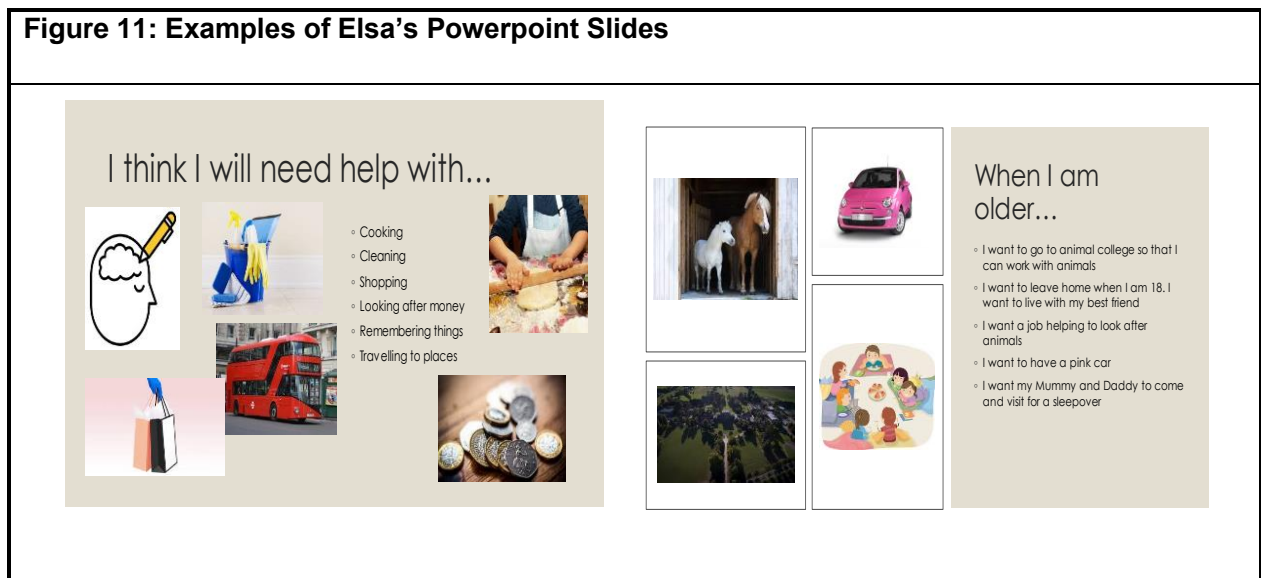 Figure 11: Examples of Elsa’s Powerpoint Slides
I think I will need help with...
◦ Cooking
◦ Cleaning
◦ Shopping
◦ Looking after money
◦ Remembering things
◦ Travelling to places
When I am
older...
◦ I want to go to animal college so that I
can work with animals
◦ I want to leave home when I am 18. I
want to live with my best friend
◦ I want a job helping to look after
animals
◦ I want to have a pink car
◦ I want my Mummy and Daddy to come
and visit for a sleepover